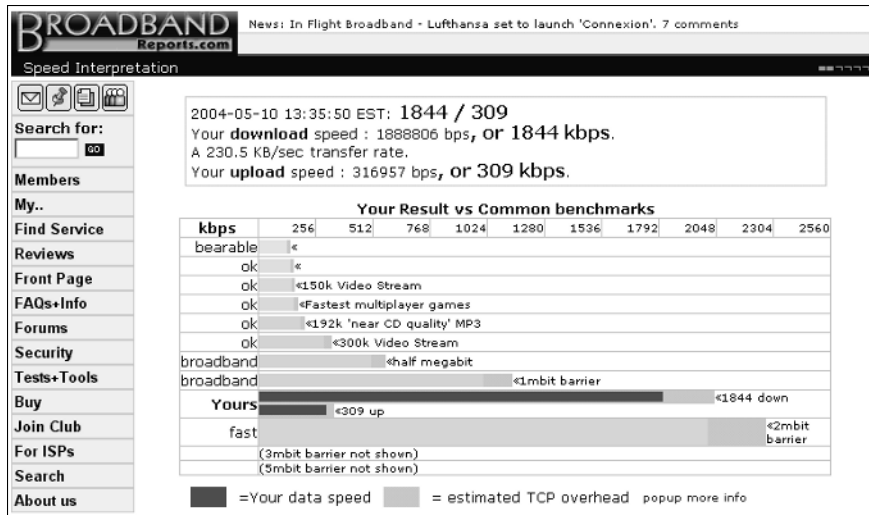 BROADBAND
Reports.com
News: In Flight Broadband - Lufthansa set to launch 'Connexion'. 7 comments
Speed Interpretation
Search for:
GO
Members
My..
Find Service
Reviews
Front Page
FAQs+Info
Forums
Security
Tests+Tools
Buy
Join Club
For ISPs
Search
About us
2004-05-10 13:35:50 EST: 1844 / 309
Your download speed : 1888806 bps, or 1844 kbps.
A 230.5 KB/sec transfer rate.
Your upload speed : 316957 bps, or 309 kbps.
Your Result vs Common benchmarks
kbps 256 512 768 1024 1280 1536 1792 2048 2304 2560
bearable «
ok «
ok «150k Video Stream
ok «Fastest multiplayer games
ok «192k 'near CD quality' MP3
ok «300k Video Stream
broadband «half megabit
broadband «1mbit barrier
Yours «1844 down
«309 up
fast «2mbit
barrier
(3mbit barrier not shown)
(5mbit barrier not shown)
=Your data speed = estimated TCP overhead popup more info